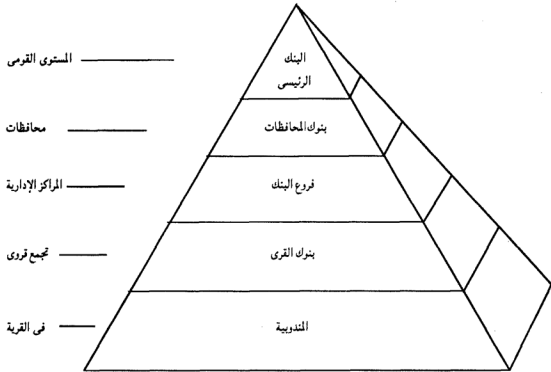 المستوى القومى
البنك
الرئيسى
محافظات
بنوك المحافظات
المراكز الإدارية
فروع البنك
تجمع قروى
بنوك القرى
فى القرية
المندوبية